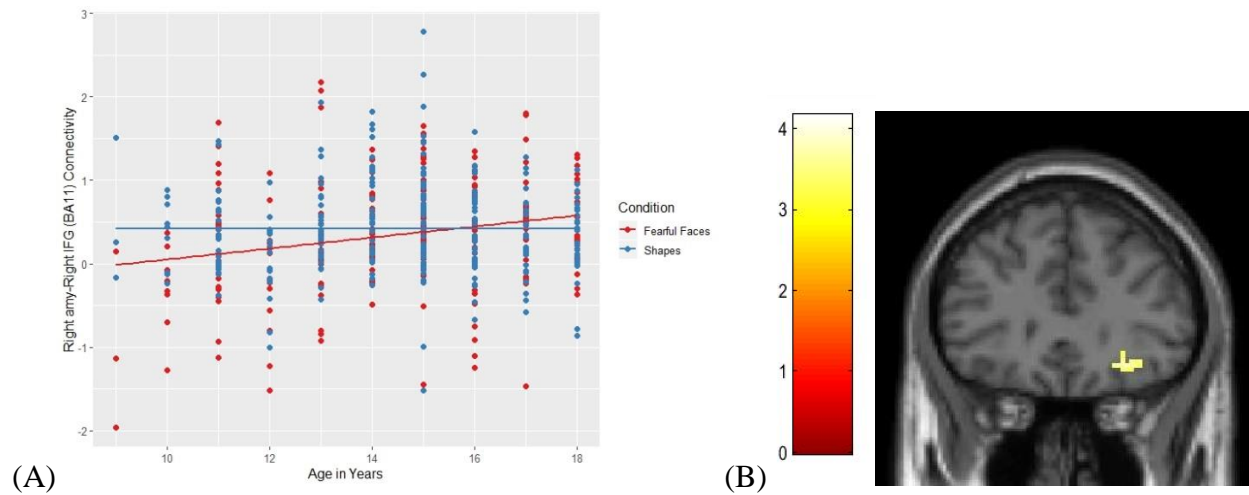 3
2
1
0
-1
-2
Right amy-Right IFG (BA11) Connectivity
10
12
14
16
18
Age in Years
Condition
Fearful Faces
Shapes
(A)
4
3
2
1
0
(B)